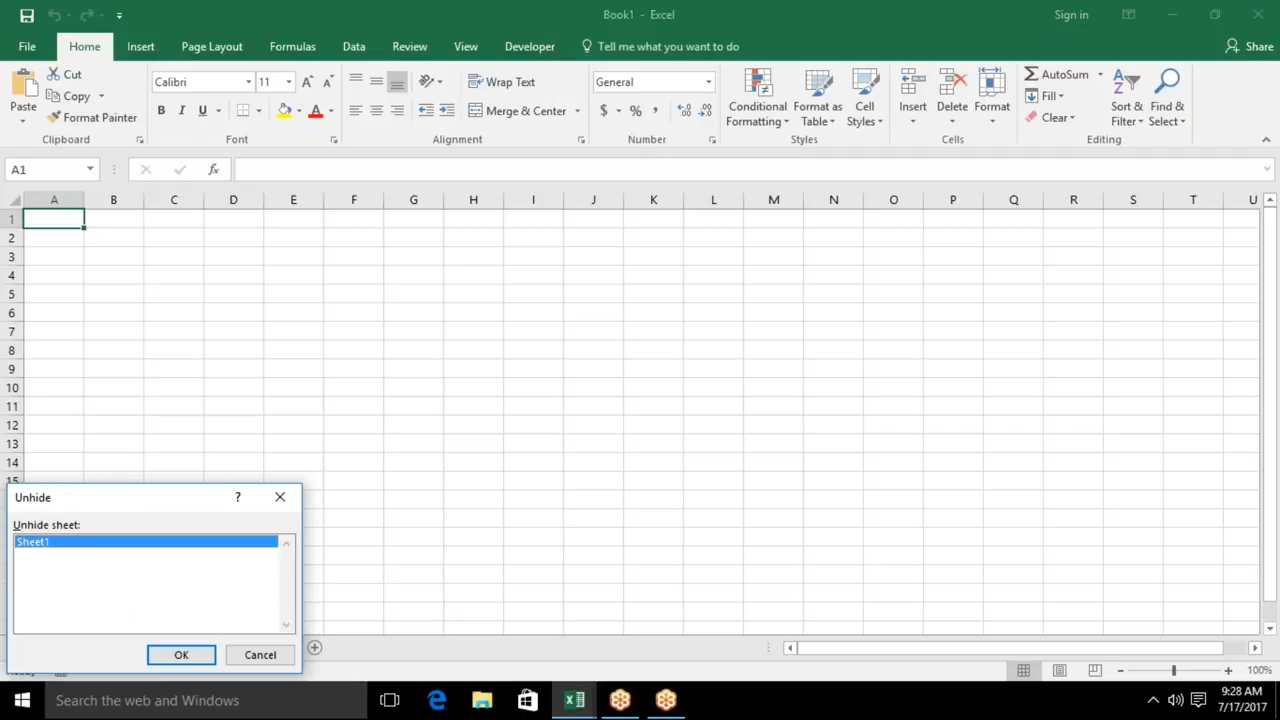 Book1 - Excel
Sign in
File Home Insert Page Layout Formulas Data Review View Developer Tell me what you want to do Share
Paste
Cut
Copy
Format Painter
Clipboard
Calibri 11
B I U A
Font
Wrap Text
Merge & Center
Alignment
General
$ % ,
Number
Conditional Formatting
Format as Table
Cell Styles
Styles
Insert Delete Format
Cells
AutoSum
Fill
Clear
Sort & Filter
Find & Select
Editing
A1 fx
A B C D E F G H I J K L M N O P Q R S T U
1
2
3
4
5
6
7
8
9
10
11
12
13
14
15
Unhide ?
Unhide sheet:
Sheet1
OK Cancel
100%
Search the web and Windows
9:28 AM
7/17/2017